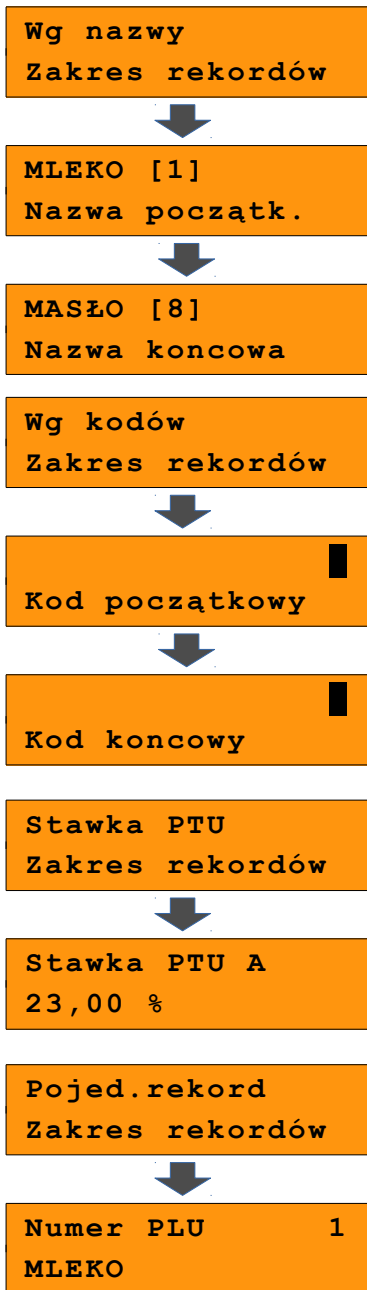 Wg nazwy
Zakres rekordów
MLEKO [1]
Nazwa początk.
MASŁO [8]
Nazwa koncowa
Wg kodów
Zakres rekordów
Kod początkowy
Kod koncowy
Stawka PTU
Zakres rekordów
Stawka PTU A
23,00 %
Pojed.rekord
Zakres rekordów
Numer PLU 1
MLEKO